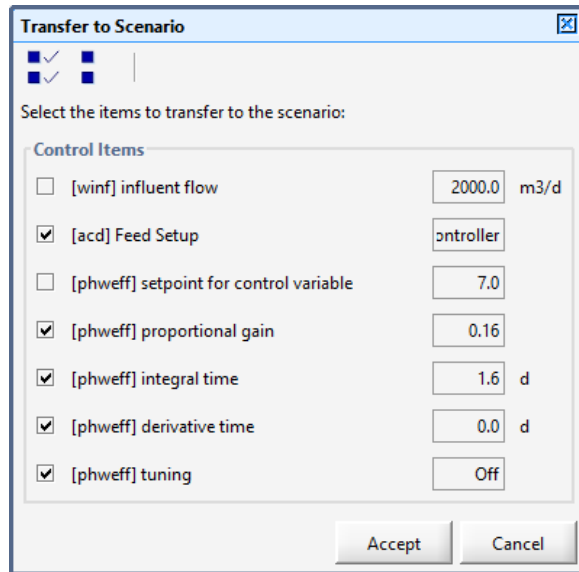 Transfer to Scenario
Select the items to transfer to the scenario:
Control Items
[winf] influent flow 2000.0 m3/d
[acd] Feed Setup ontroller
[phweff] setpoint for control variable 7.0
[phweff] proportional gain 0.16
[phweff] integral time 1.6 d
[phweff] derivative time 0.0 d
[phweff] tuning Off
Accept Cancel